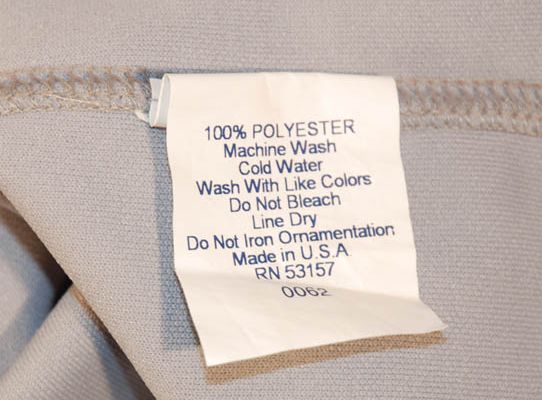 100% POLYESTER
Machine Wash
Cold Water
Wash With Like Colors
Do Not Bleach
Line Dry
Do Not Iron Ornamentation
Made in U.S.A
RN 53157
0062